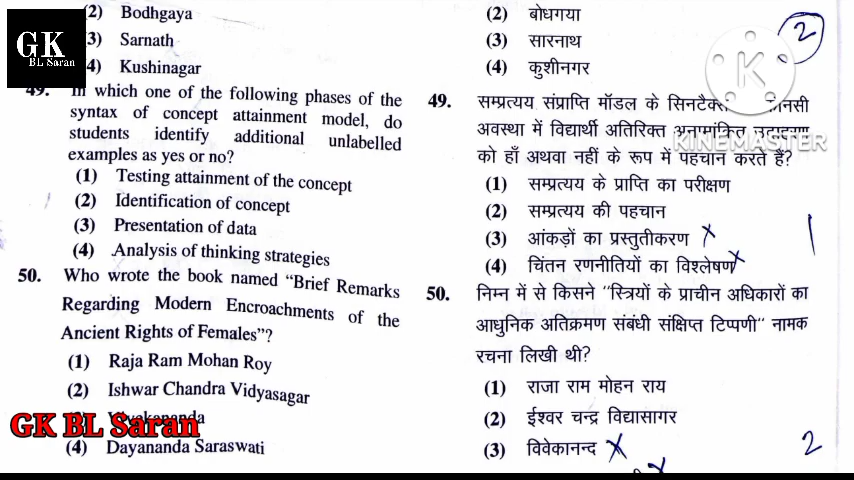 GK
BL Saran
(2) Bodhgaya
(3) Sarnath
(4) Kushinagar
49. In which one of the following phases of the
syntax of concept attainment model, do
students identify additional unlabelled
examples as yes or no?
(1) Testing attainment of the concept
(2) Identification of concept
(3) Presentation of data
(4) Analysis of thinking strategies
50. Who wrote the book named "Brief Remarks
Regarding Modern Encroachments of the
Ancient Rights of Females"?
(1) Raja Ram Mohan Roy
(2) Ishwar Chandra Vidyasagar
Vivekananda
GK BL Saran
(4) Dayananda Saraswati
(2) बोधगया
(3) सारनाथ
(4) कुशीनगर
2
K
KINEMASTER
49. सम्प्रत्यय संप्राप्ति मॉडल के
अवस्था में विद्यार्थी अतिरिक्त अनामांकित उदाहरण
को हाँ अथवा नहीं के रूप में पहचान करते हैं?
(1) सम्प्रत्यय के प्राप्ति का परीक्षण
(2) सम्प्रत्यय की पहचान
(3) आंकड़ों का प्रस्तुतीकरण x
(4) चिंतन रणनीतियों का विश्लेषण x
1
50. निम्न में से किसने "स्त्रियों के प्राचीन अधिकारों का
आधुनिक अतिक्रमण संबंधी संक्षिप्त टिप्पणी" नामक
रचना लिखी थी?
(1) राजा राम मोहन राय
(2) ईश्वर चन्द्र विद्यासागर
(3) विवेकानन्द x
2